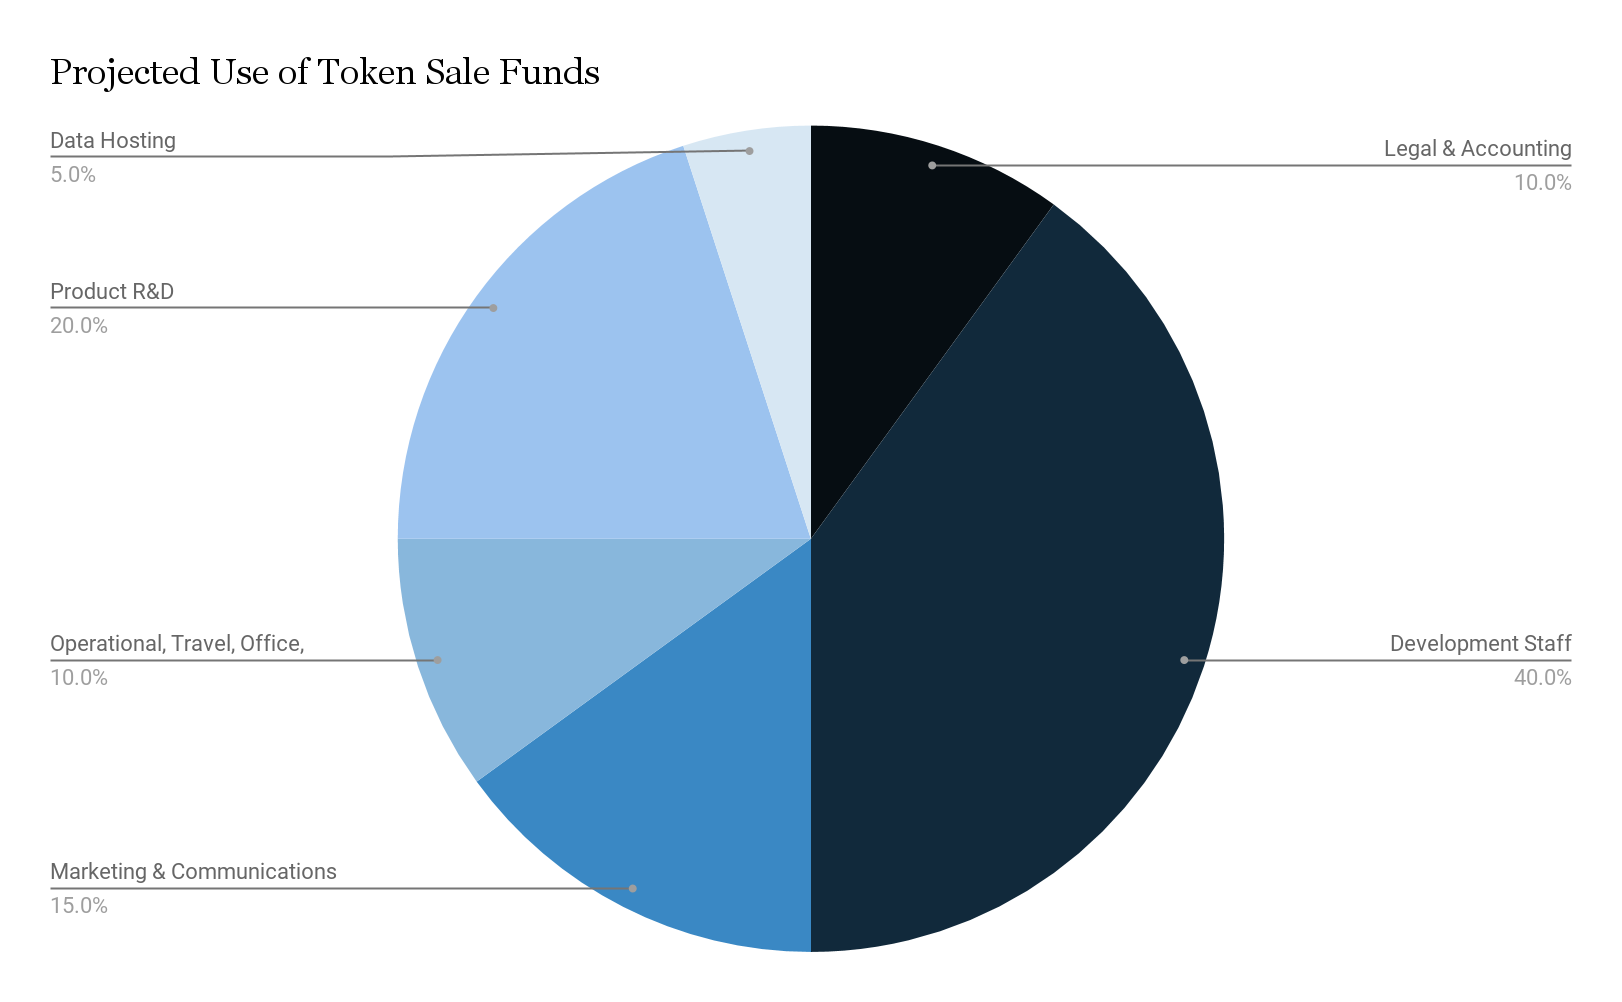 Projected Use of Token Sale Funds
Data Hosting
5.0%
Legal & Accounting
10.0%
Product R&D
20.0%
Operational, Travel, Office,
10.0%
Development Staff
40.0%
Marketing & Communications
15.0%